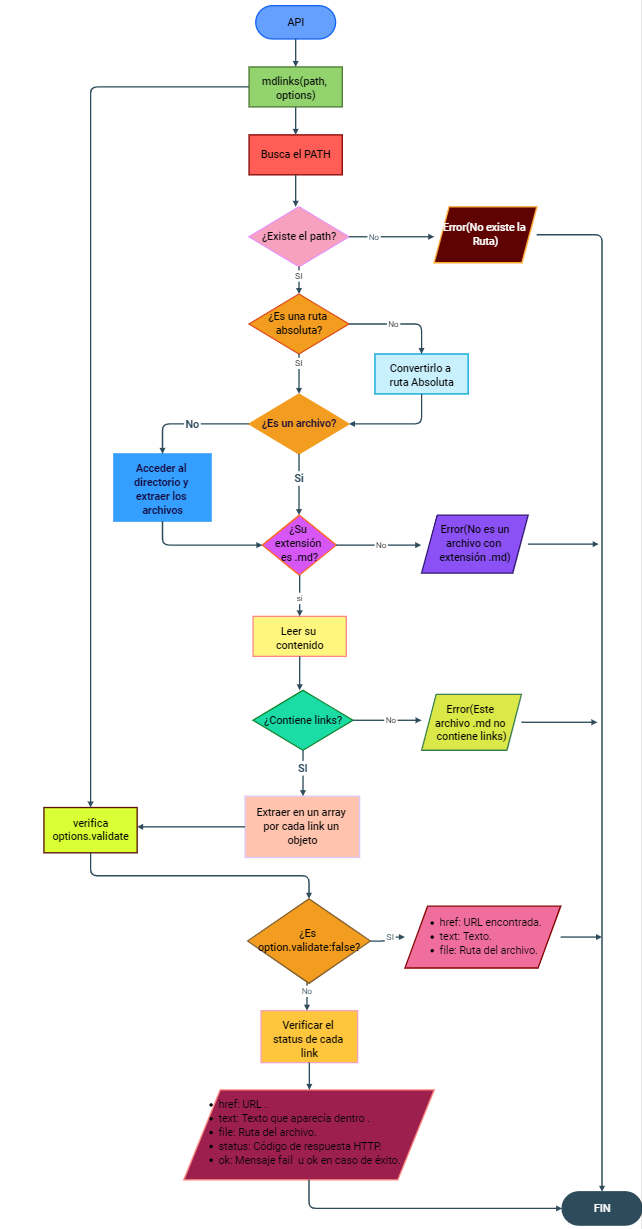 API
mdlinks(path,
options)
Busca el PATH
¿Existe el path?
No
Error(No existe la
Ruta)
SI
¿Es una ruta
absoluta?
No
SI
Convertirlo a
ruta Absoluta
¿Es un archivo?
No
Acceder al
directorio y
extraer los
archivos
Si
¿Su
extensión
es .md?
No
Error(No es un
archivo con
extensión .md)
si
Leer su
contenido
¿Contiene links?
No
Error(Este
archivo .md no
contiene links)
SI
Extraer en un array
por cada link un
objeto
verifica
options.validate
¿Es
option.validate:false?
SI
• href: URL encontrada.
• text: Texto.
• file: Ruta del archivo.
No
Verificar el
status de cada
link
• href: URL .
• text: Texto que aparecía dentro .
• file: Ruta del archivo.
• status: Código de respuesta HTTP.
• ok: Mensaje fail u ok en caso de éxito.
FIN